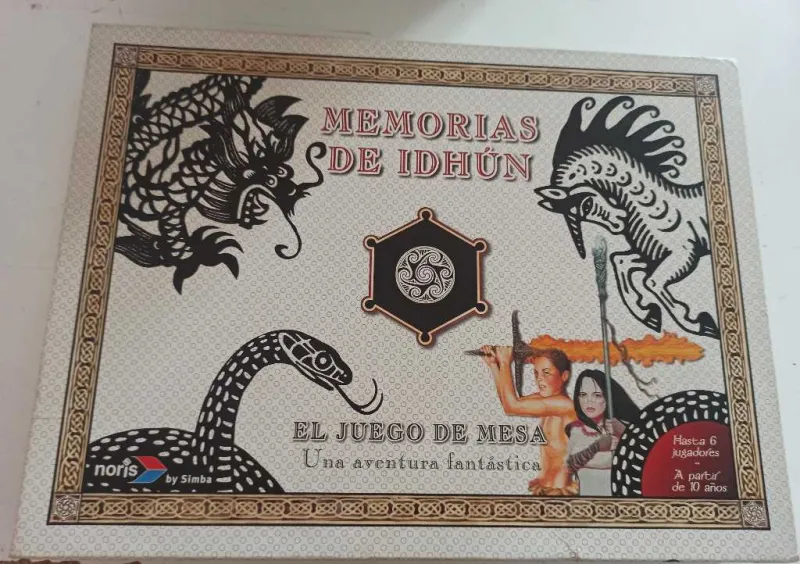 MEMORIAS
DE IDHÚN
EL JUEGO DE MESA
Una aventura fantástica
noris
by Simba
Hasta 6
jugadores
-
A partir
de 10 años